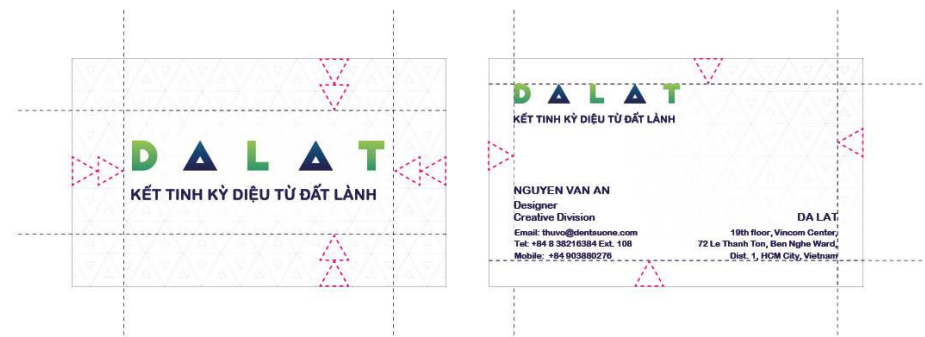 DALAT
KẾT TINH KỲ DIỆU TỪ ĐẤT LÀNH
DALAT
KẾT TINH KỲ DIỆU TỪ ĐẤT LÀNH
NGUYEN VAN AN
Designer
Creative Division
Email: thuvo@dentsuone.com
Tel: +84 8 38216384 Ext. 108
Mobile: +84 903880276
DA LAT
19th floor, Vincom Center,
72 Le Thanh Ton, Ben Nghe Ward,
Dist. 1, HCM City, Vietnam